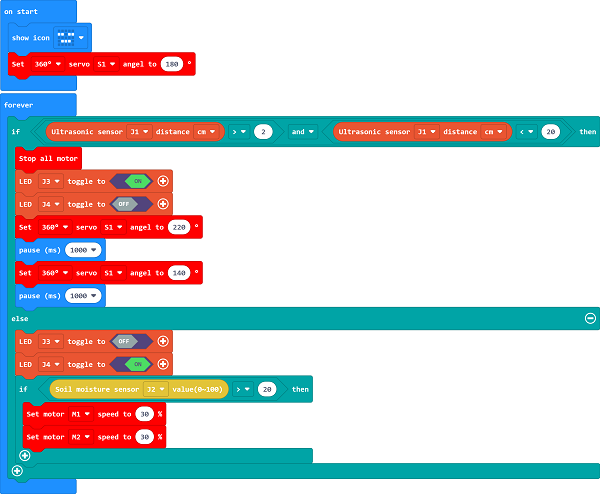 on start
show icon
Set 360° servo S1 angel to 180 °
forever
if Ultrasonic sensor J1 distance cm > 2 and Ultrasonic sensor J1 distance cm < 20 then
Stop all motor
LED J3 toggle to ON
LED J4 toggle to OFF
Set 360° servo S1 angel to 220 °
pause (ms) 1000
Set 360° servo S1 angel to 140 °
pause (ms) 1000
else
LED J3 toggle to OFF
LED J4 toggle to ON
if Soil moisture sensor J2 value(0~100) > 20 then
Set motor M1 speed to 30 %
Set motor M2 speed to 30 %